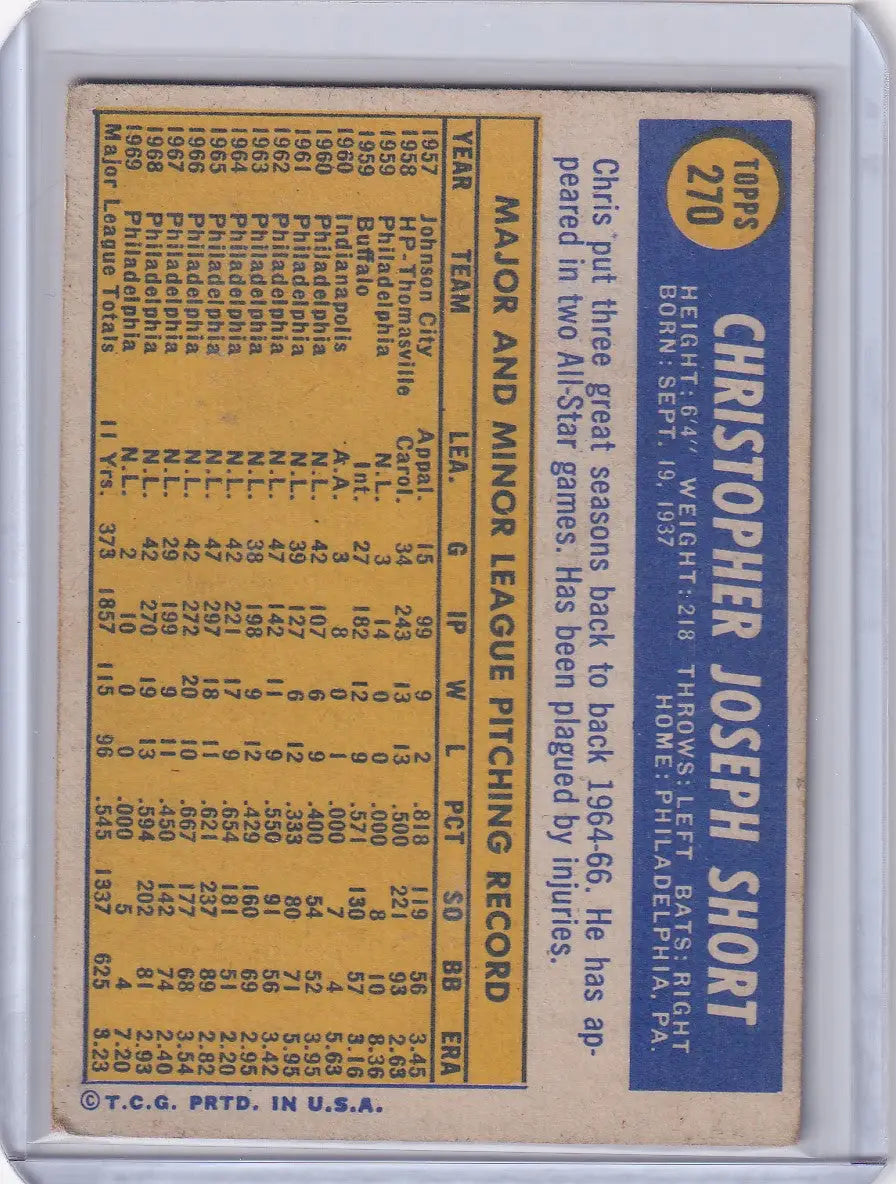 TOPPS
270
CHRISTOPHER JOSEPH SHORT
HEIGHT: 6'4" WEIGHT: 218 THROWS: LEFT BATS: RIGHT
BORN: SEPT. 19, 1937 HOME: PHILADELPHIA, PA.
Chris put three great seasons back to back 1964-66. He has ap-
peared in two All-Star games. Has been plagued by injuries.
MAJOR AND MINOR LEAGUE PITCHING RECORD
YEAR TEAM LEA. G IP W L PCT SO BB ERA
1957 Johnson City Appal. 15 99 9 2 .818 119 56 3.45
1958 HP-Thomasville Carol. 34 243 13 13 .500 221 93 2.63
1959 Philadelphia N.L. 3 14 0 0 .000 8 10 8.36
1959 Buffalo Int. 27 182 12 9 .571 130 57 3.16
1960 Indianapolis A.A. 3 8 0 1 .000 7 4 5.63
1960 Philadelphia N.L. 42 107 6 9 .400 54 52 3.95
1961 Philadelphia N.L. 39 127 6 12 .333 80 71 5.95
1962 Philadelphia N.L. 47 142 11 9 .550 91 56 3.42
1963 Philadelphia N.L. 38 198 9 12 .429 160 69 2.95
1964 Philadelphia N.L. 42 221 17 9 .654 181 51 2.20
1965 Philadelphia N.L. 47 297 18 11 .621 237 89 2.82
1966 Philadelphia N.L. 42 272 20 10 .667 177 68 3.54
1967 Philadelphia N.L. 29 199 9 11 .450 142 74 2.40
1968 Philadelphia N.L. 42 270 19 13 .594 202 81 2.93
1969 Philadelphia N.L. 2 10 0 0 .000 5 4 7.20
Major League Totals 11 Yrs. 373 1857 115 96 .545 1337 625 3.23
© T.C.G. PRTD. IN U.S.A.